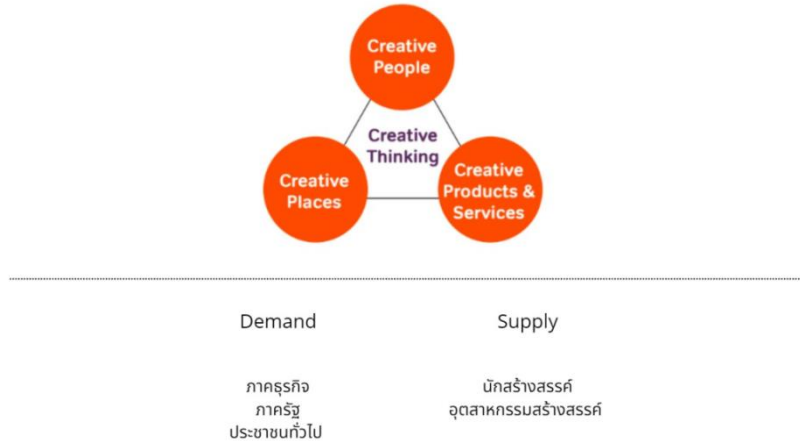 Creative
People
Creative
Thinking
Creative
Places
Creative
Products &
Services
Demand
Supply
ภาคธุรกิจ
ภาครัฐ
ประชาชนทั่วไป
นักสร้างสรรค์
อุตสาหกรรมสร้างสรรค์